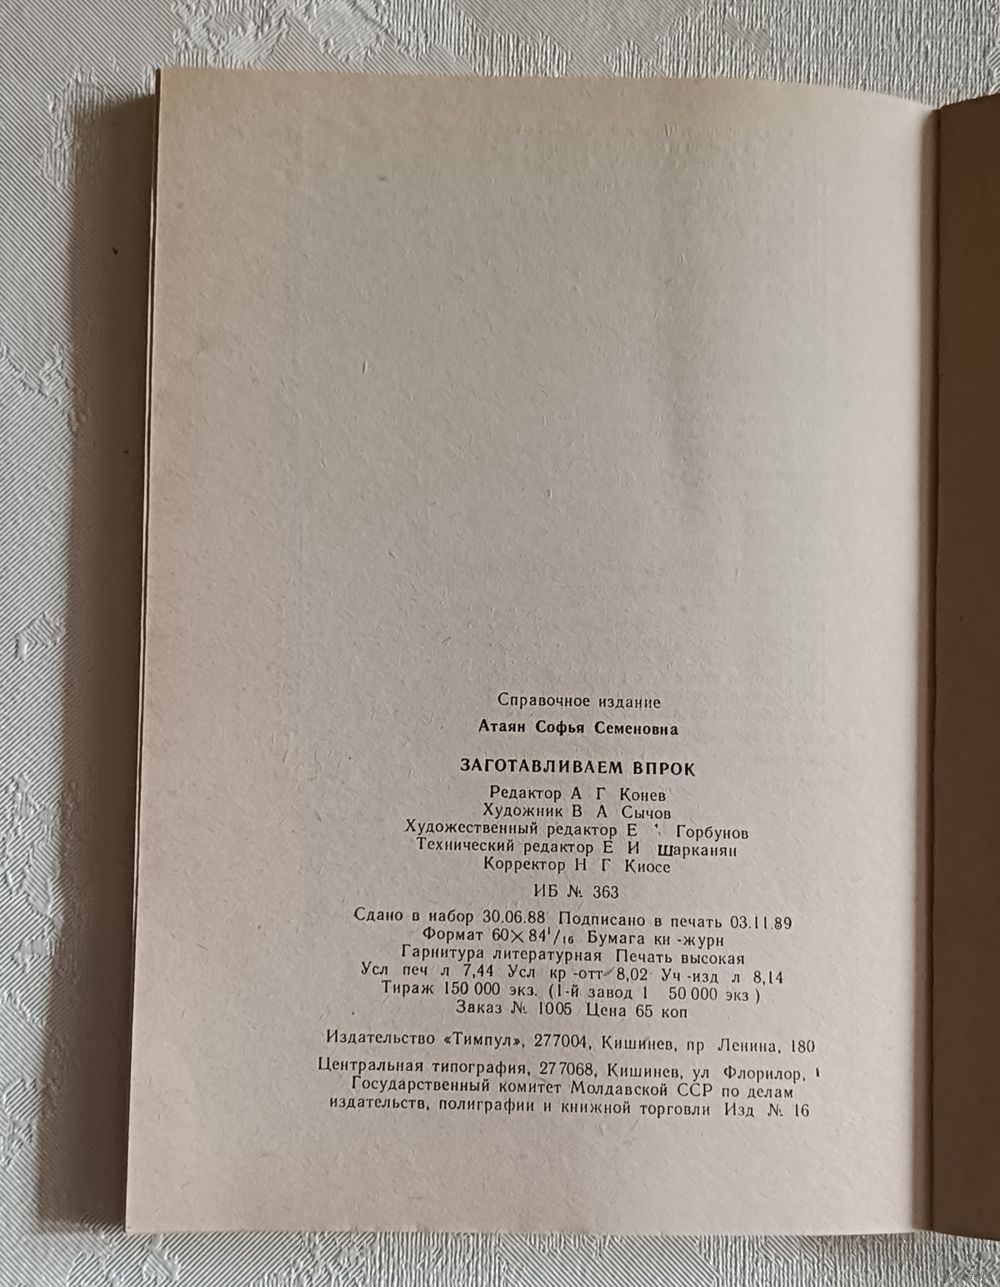 Справочное издание
Атаян Софья Семеновна
ЗАГОТАВЛИВАЕМ ВПРОК
Редактор А Г Конев
Художник В А Сычов
Художественный редактор Е Горбунов
Технический редактор Е И Шарканян
Корректор Н Г Киосе
ИБ № 363
Сдано в набор 30.06.88 Подписано в печать 03.11.89
Формат 60×84¹/₁₆ Бумага кн-журн
Гарнитура литературная Печать высокая
Усл печ л 7,44 Усл кр-отт 8,02 Уч-изд л 8,14
Тираж 150 000 экз. (1-й завод 1 50 000 экз )
Заказ № 1005 Цена 65 коп
Издательство «Тимпул», 277004, Кишинев, пр Ленина, 180
Центральная типография, 277068, Кишинев, ул Флорилор,
Государственный комитет Молдавской ССР по делам
издательств, полиграфии и книжной торговли Изд № 16